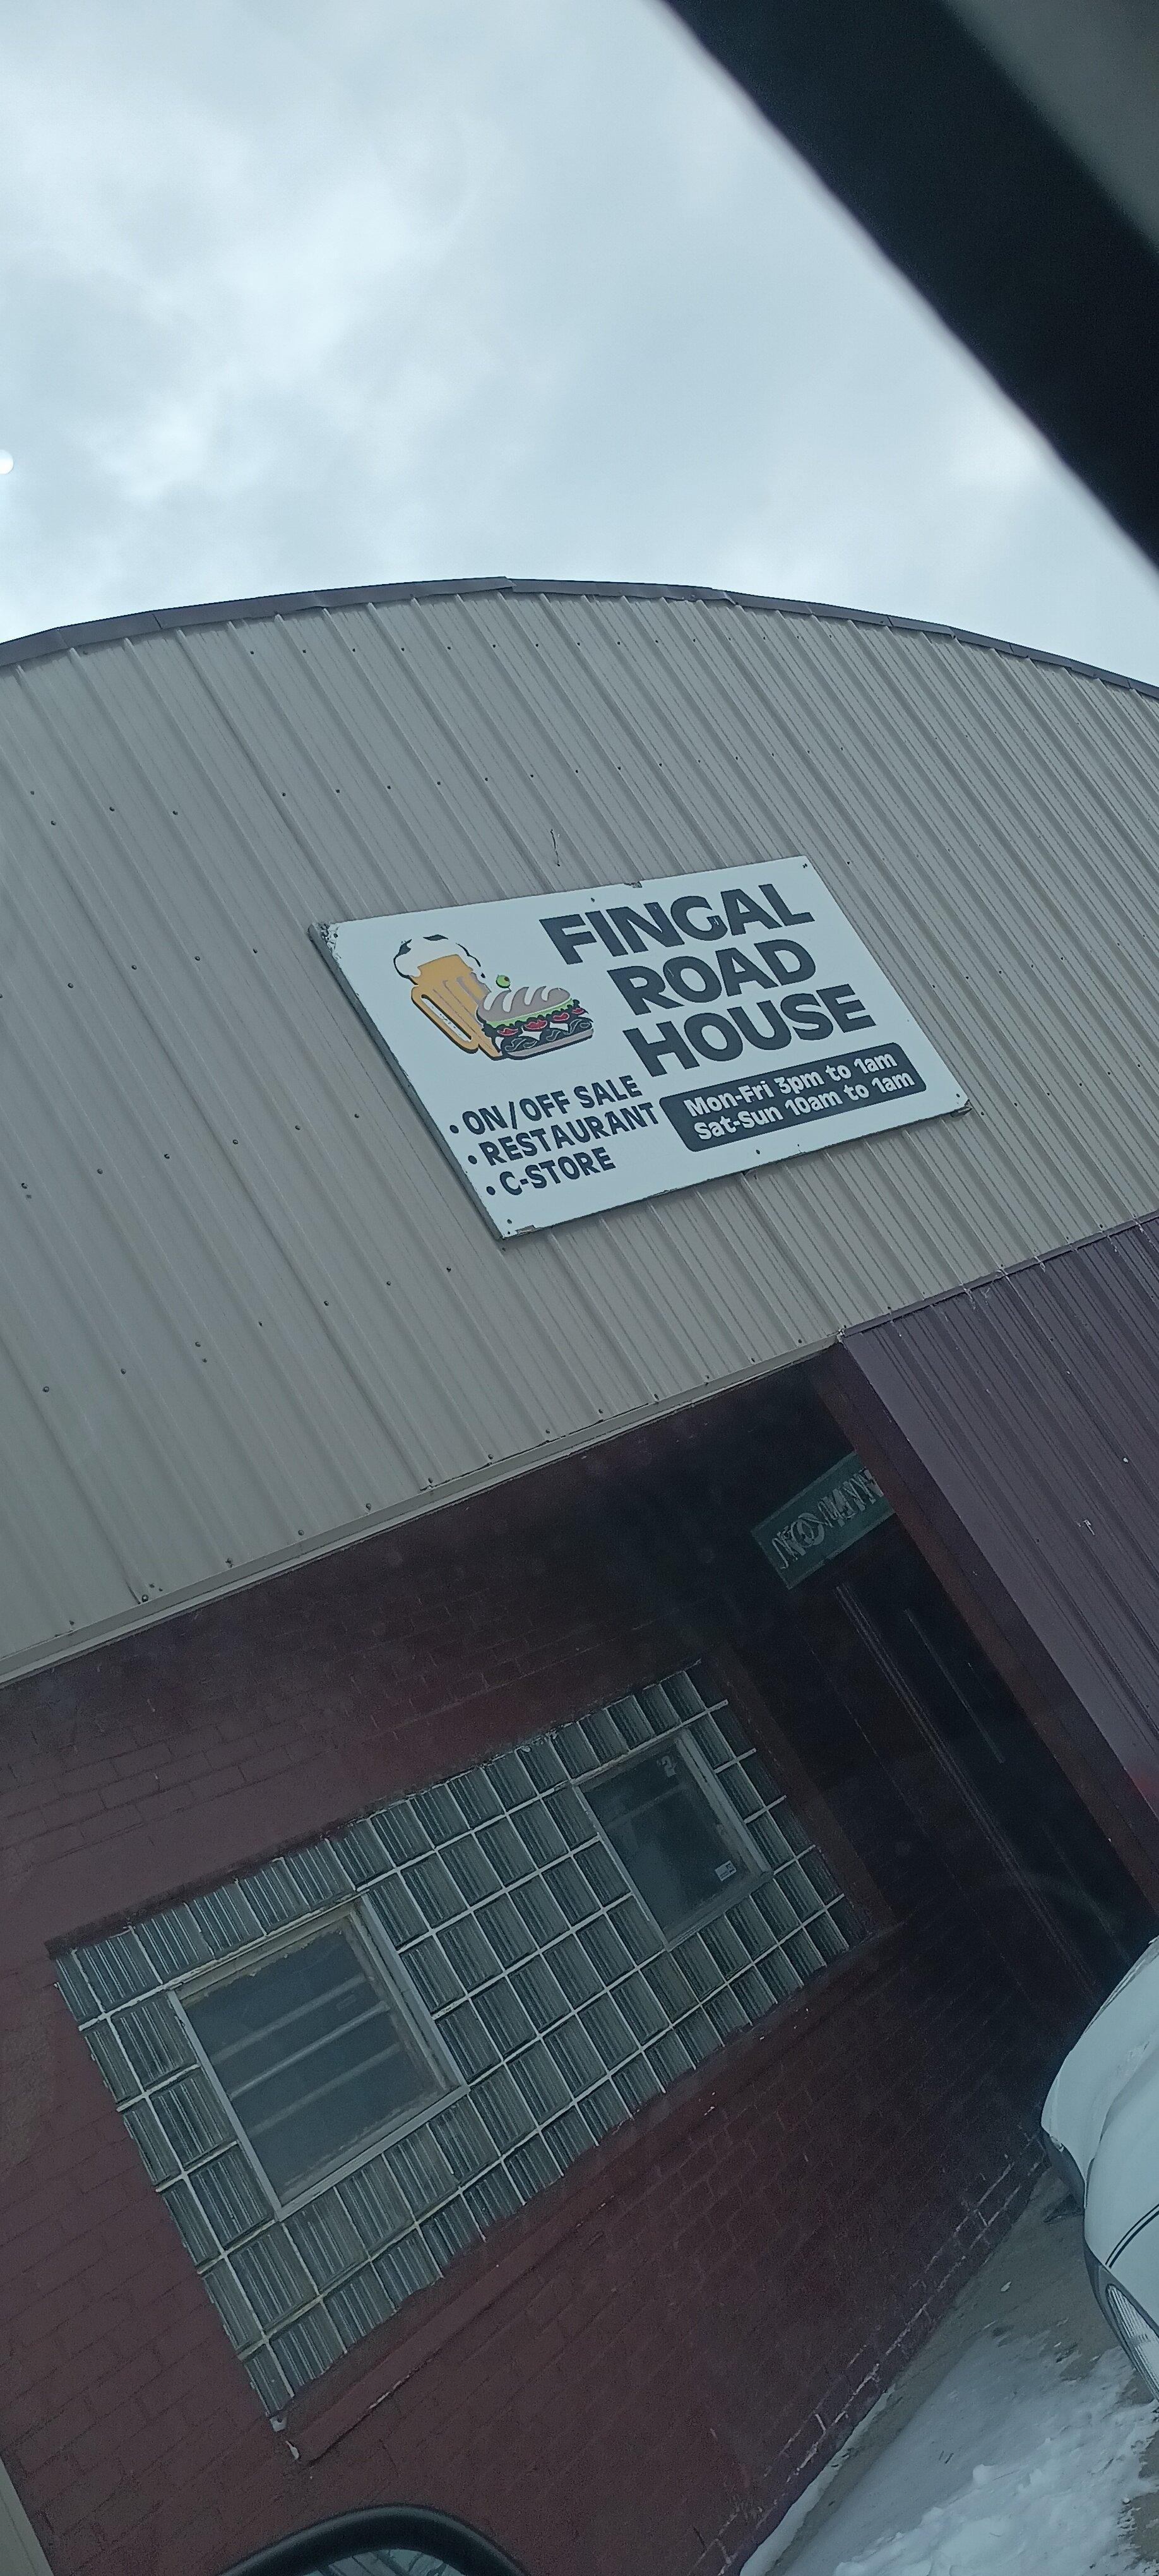 FINGAL
ROAD
HOUSE
• ON/OFF SALE
• RESTAURANT
• C-STORE
Mon-Fri 3pm to 1am
Sat-Sun 10am to 1am